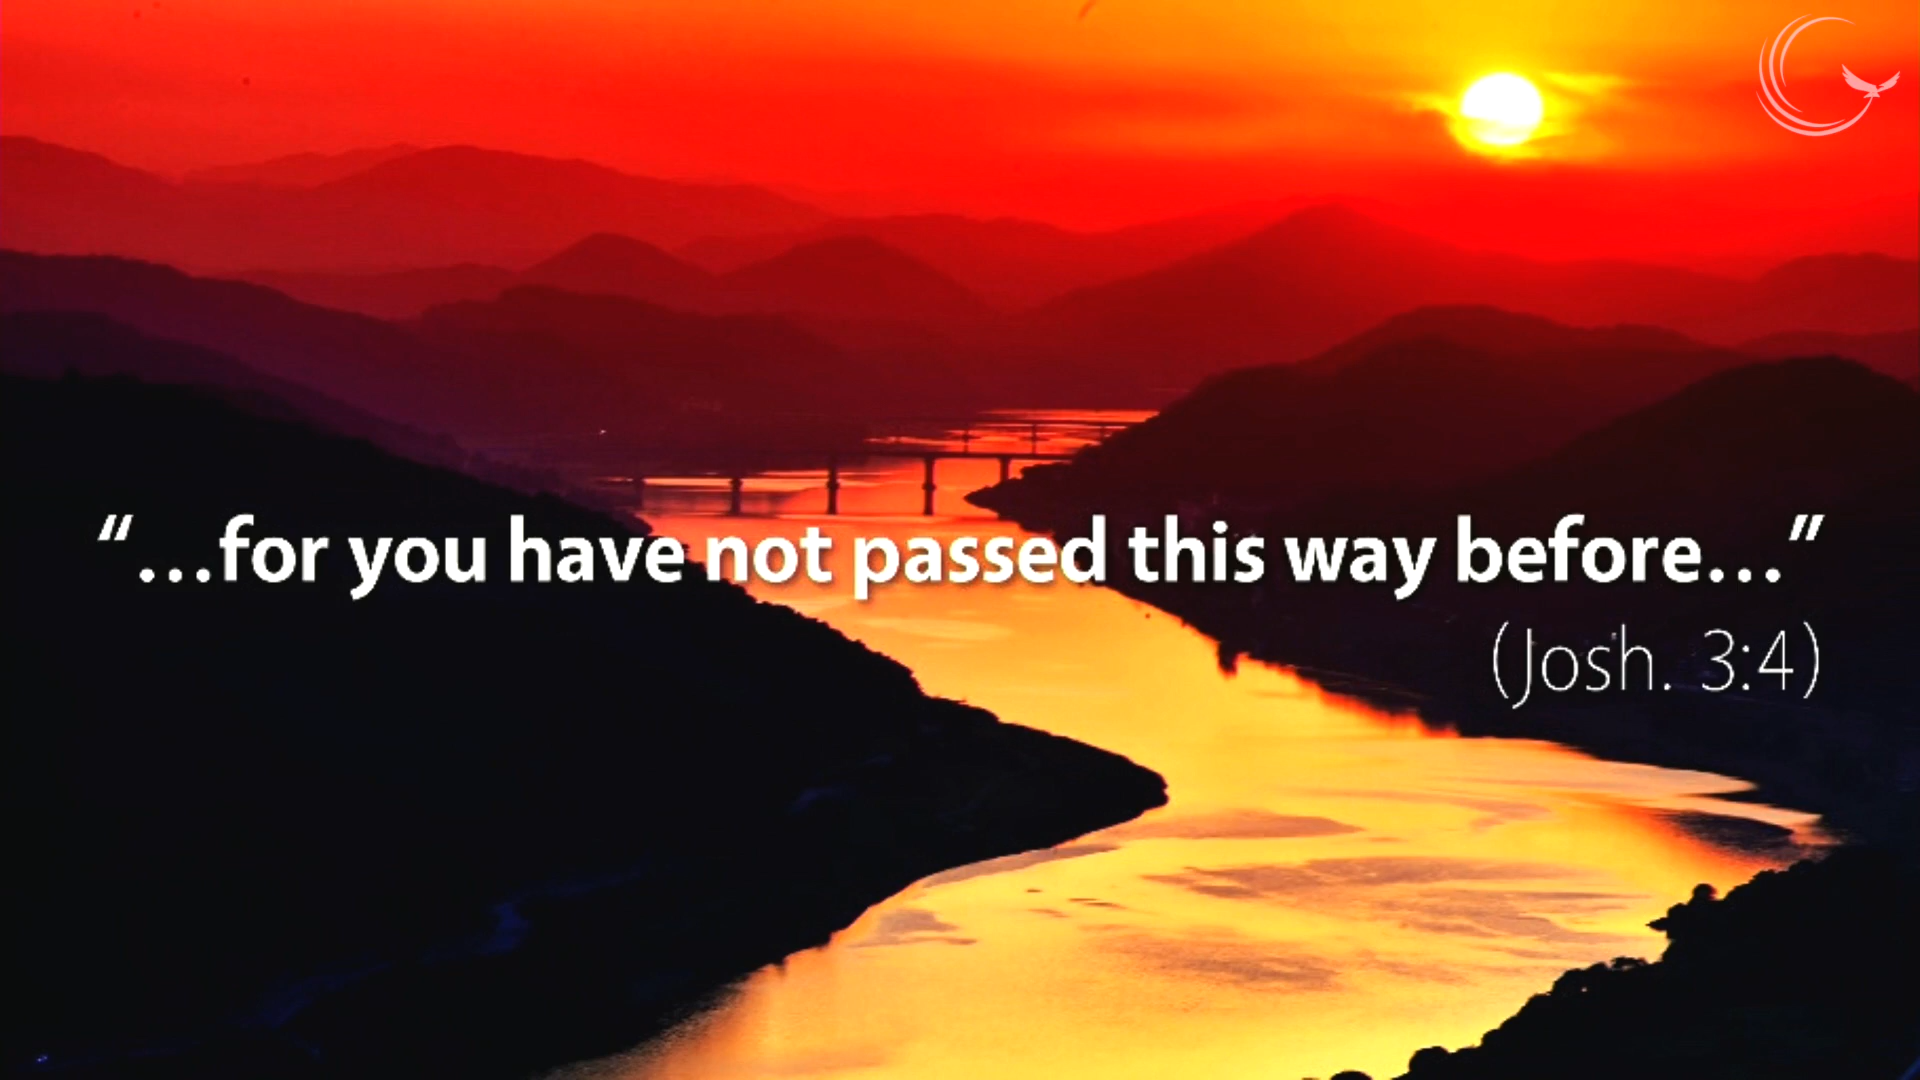 “…for you have not passed this way before…”
(Josh. 3:4)